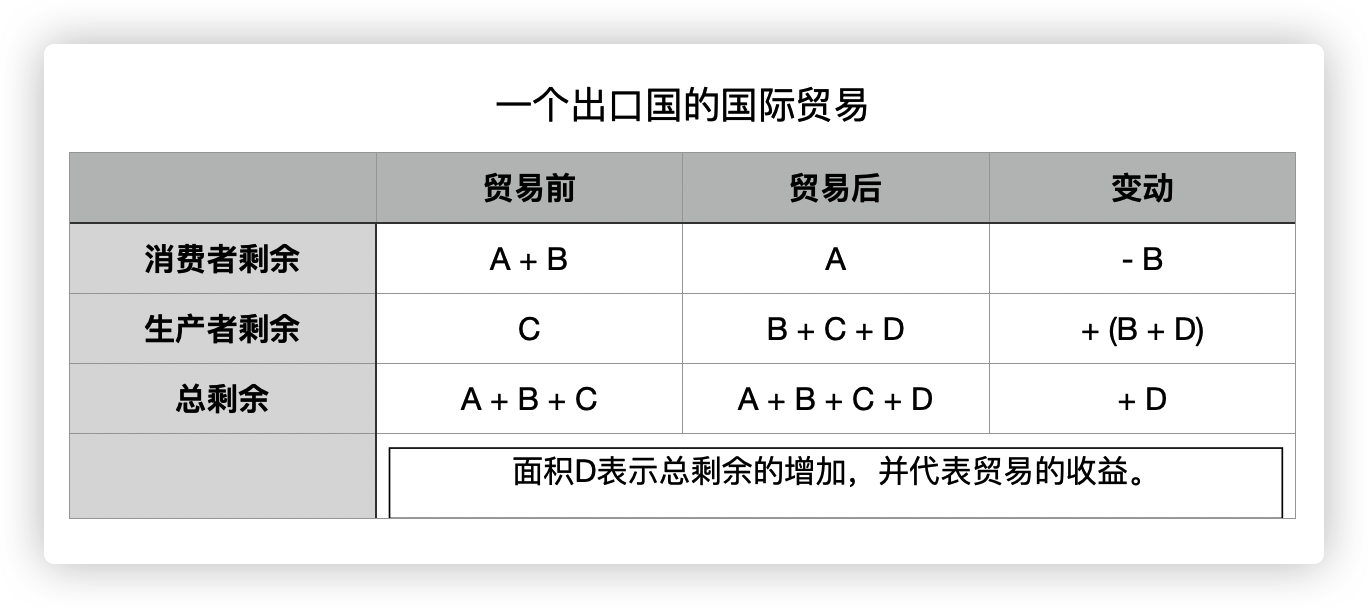 一个出口国的国际贸易
贸易前 贸易后 变动
消费者剩余 A + B A - B
生产者剩余 C B + C + D + (B + D)
总剩余 A + B + C A + B + C + D + D
面积D表示总剩余的增加，并代表贸易的收益。